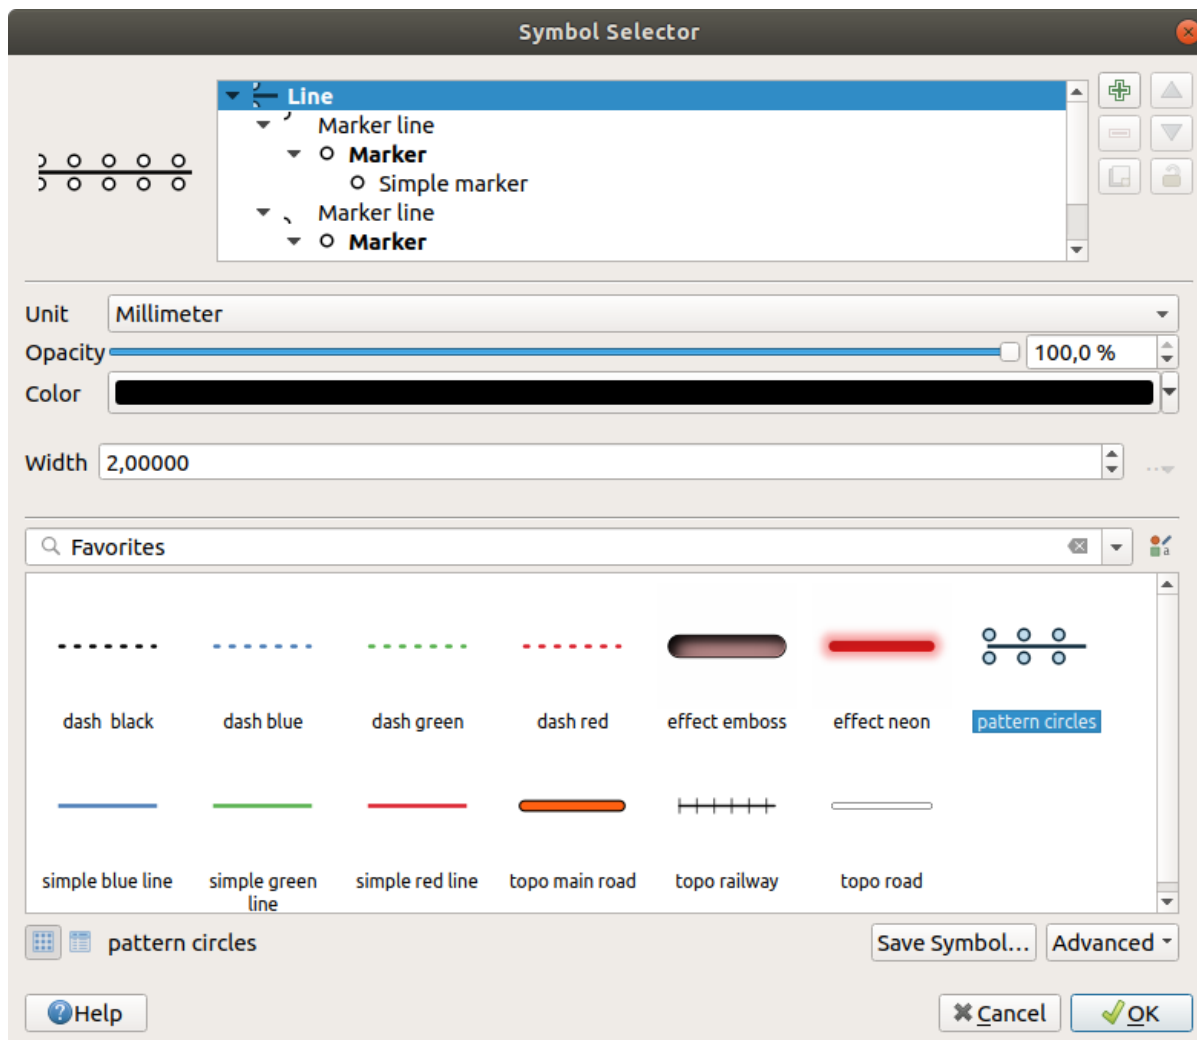 Symbol Selector
Line
Marker line
Marker
Simple marker
Marker line
Marker
Unit Millimeter
Opacity 100,0 %
Color
Width 2,00000
Favorites
dash  black dash blue dash green dash red effect emboss effect neon pattern circles
simple blue line simple green line simple red line topo main road topo railway topo road
pattern circles Save Symbol... Advanced
Help Cancel OK